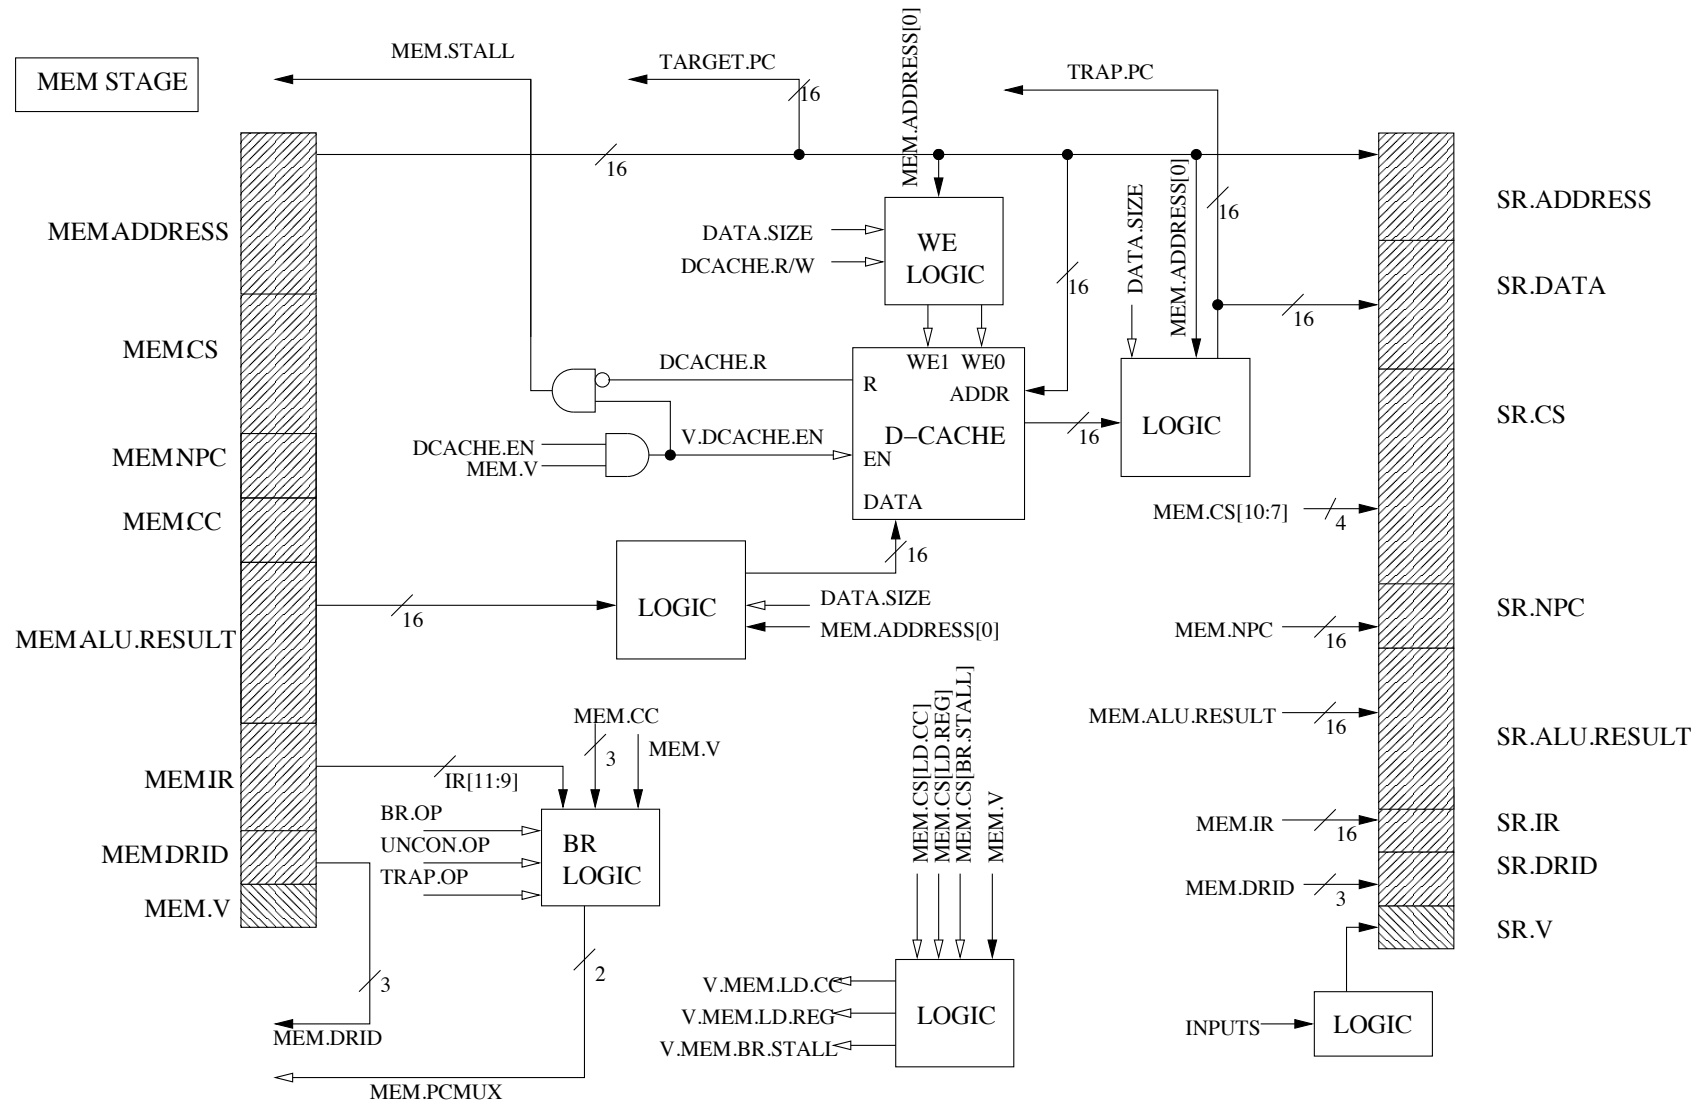 MEM STAGE
MEM.STALL
TARGET.PC
16
MEM.ADDRESS[0]
TRAP.PC
16
16
DATA.SIZE
MEM.ADDRESS[0]
16
MEM.ADDRESS
DATA.SIZE
DCACHE.R/W
WE
LOGIC
16
16
SR.ADDRESS
SR.DATA
MEM.CS
DCACHE.R
WE1
WE0
R
ADDR
D-CACHE
EN
DATA
16
LOGIC
SR.CS
MEM.NPC
DCACHE.EN
MEM.V
V.DCACHE.EN
MEM.CS[10:7]
4
MEM.CC
16
LOGIC
DATA.SIZE
MEM.ADDRESS[0]
16
MEM.NPC
16
SR.NPC
MEM.ALU.RESULT
MEM.ALU.RESULT
16
SR.ALU.RESULT
MEM.CC
3
MEM.V
MEM.CS[LD.CC]
MEM.CS[LD.REG]
MEM.CS[BR.STALL]
MEM.V
MEM.IR
IR[11:9]
BR.OP
UNCON.OP
TRAP.OP
BR
LOGIC
MEM.IR
16
SR.IR
MEM.DRID
MEM.DRID
3
SR.DRID
MEM.V
SR.V
3
2
MEM.DRID
MEM.PCMUX
V.MEM.LD.CC
V.MEM.LD.REG
V.MEM.BR.STALL
LOGIC
INPUTS
LOGIC